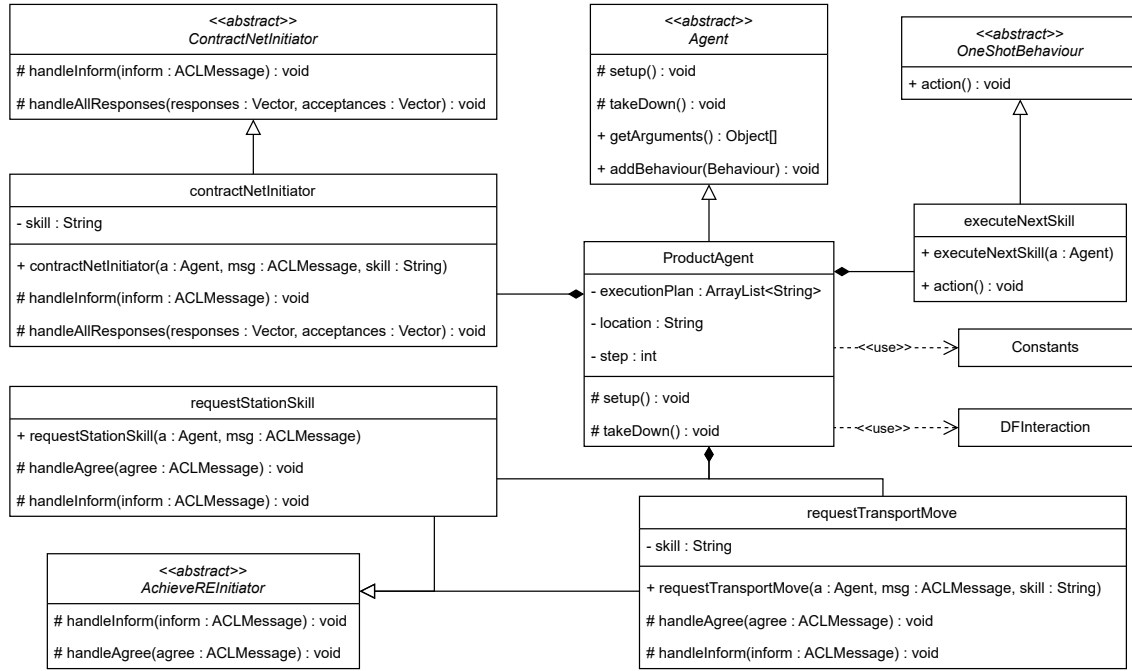 <<abstract>>
ContractNetInitiator
# handleInform(inform : ACLMessage) : void
# handleAllResponses(responses : Vector, acceptances : Vector) : void
<<abstract>>
Agent
# setup() : void
# takeDown() : void
+ getArguments() : Object[]
+ addBehaviour(Behaviour) : void
<<abstract>>
OneShotBehaviour
+ action() : void
contractNetInitiator
- skill : String
+ contractNetInitiator(a : Agent, msg : ACLMessage, skill : String)
# handleInform(inform : ACLMessage) : void
# handleAllResponses(responses : Vector, acceptances : Vector) : void
ProductAgent
- executionPlan : ArrayList<String>
- location : String
- step : int
# setup() : void
# takeDown() : void
executeNextSkill
+ executeNextSkill(a : Agent)
+ action() : void
<<use>>
Constants
<<use>>
DFInteraction
requestStationSkill
+ requestStationSkill(a : Agent, msg : ACLMessage)
# handleAgree(agree : ACLMessage) : void
# handleInform(inform : ACLMessage) : void
requestTransportMove
- skill : String
+ requestTransportMove(a : Agent, msg : ACLMessage, skill : String)
# handleAgree(agree : ACLMessage) : void
# handleInform(inform : ACLMessage) : void
<<abstract>>
AchieveREInitiator
# handleInform(inform : ACLMessage) : void
# handleAgree(agree : ACLMessage) : void